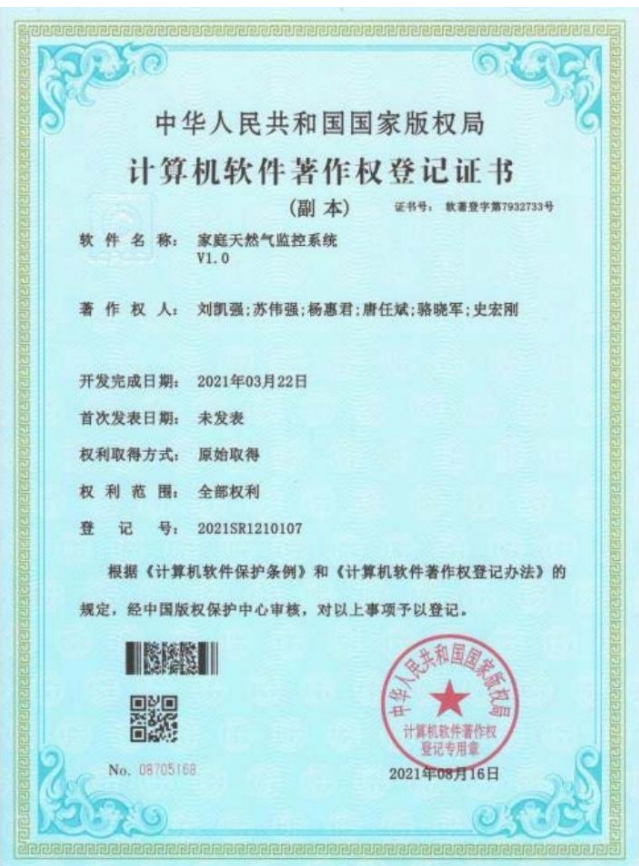 中华人民共和国国家版权局
计算机软件著作权登记证书
(副本) 证书号: 软著登字第7932733号
软件名称: 家庭天然气监控系统
V1.0
著作权人: 刘凯强;苏伟强;杨惠君;唐任斌;骆晓军;史宏刚
开发完成日期: 2021年03月22日
首次发表日期: 未发表
权利取得方式: 原始取得
权利范围: 全部权利
登记号: 2021SR1210107
根据《计算机软件保护条例》和《计算机软件著作权登记办法》的
规定，经中国版权保护中心审核，对以上事项予以登记。
中华人民共和国国家版权局
计算机软件著作权
登记专用章
No. 08705168
2021年08月16日